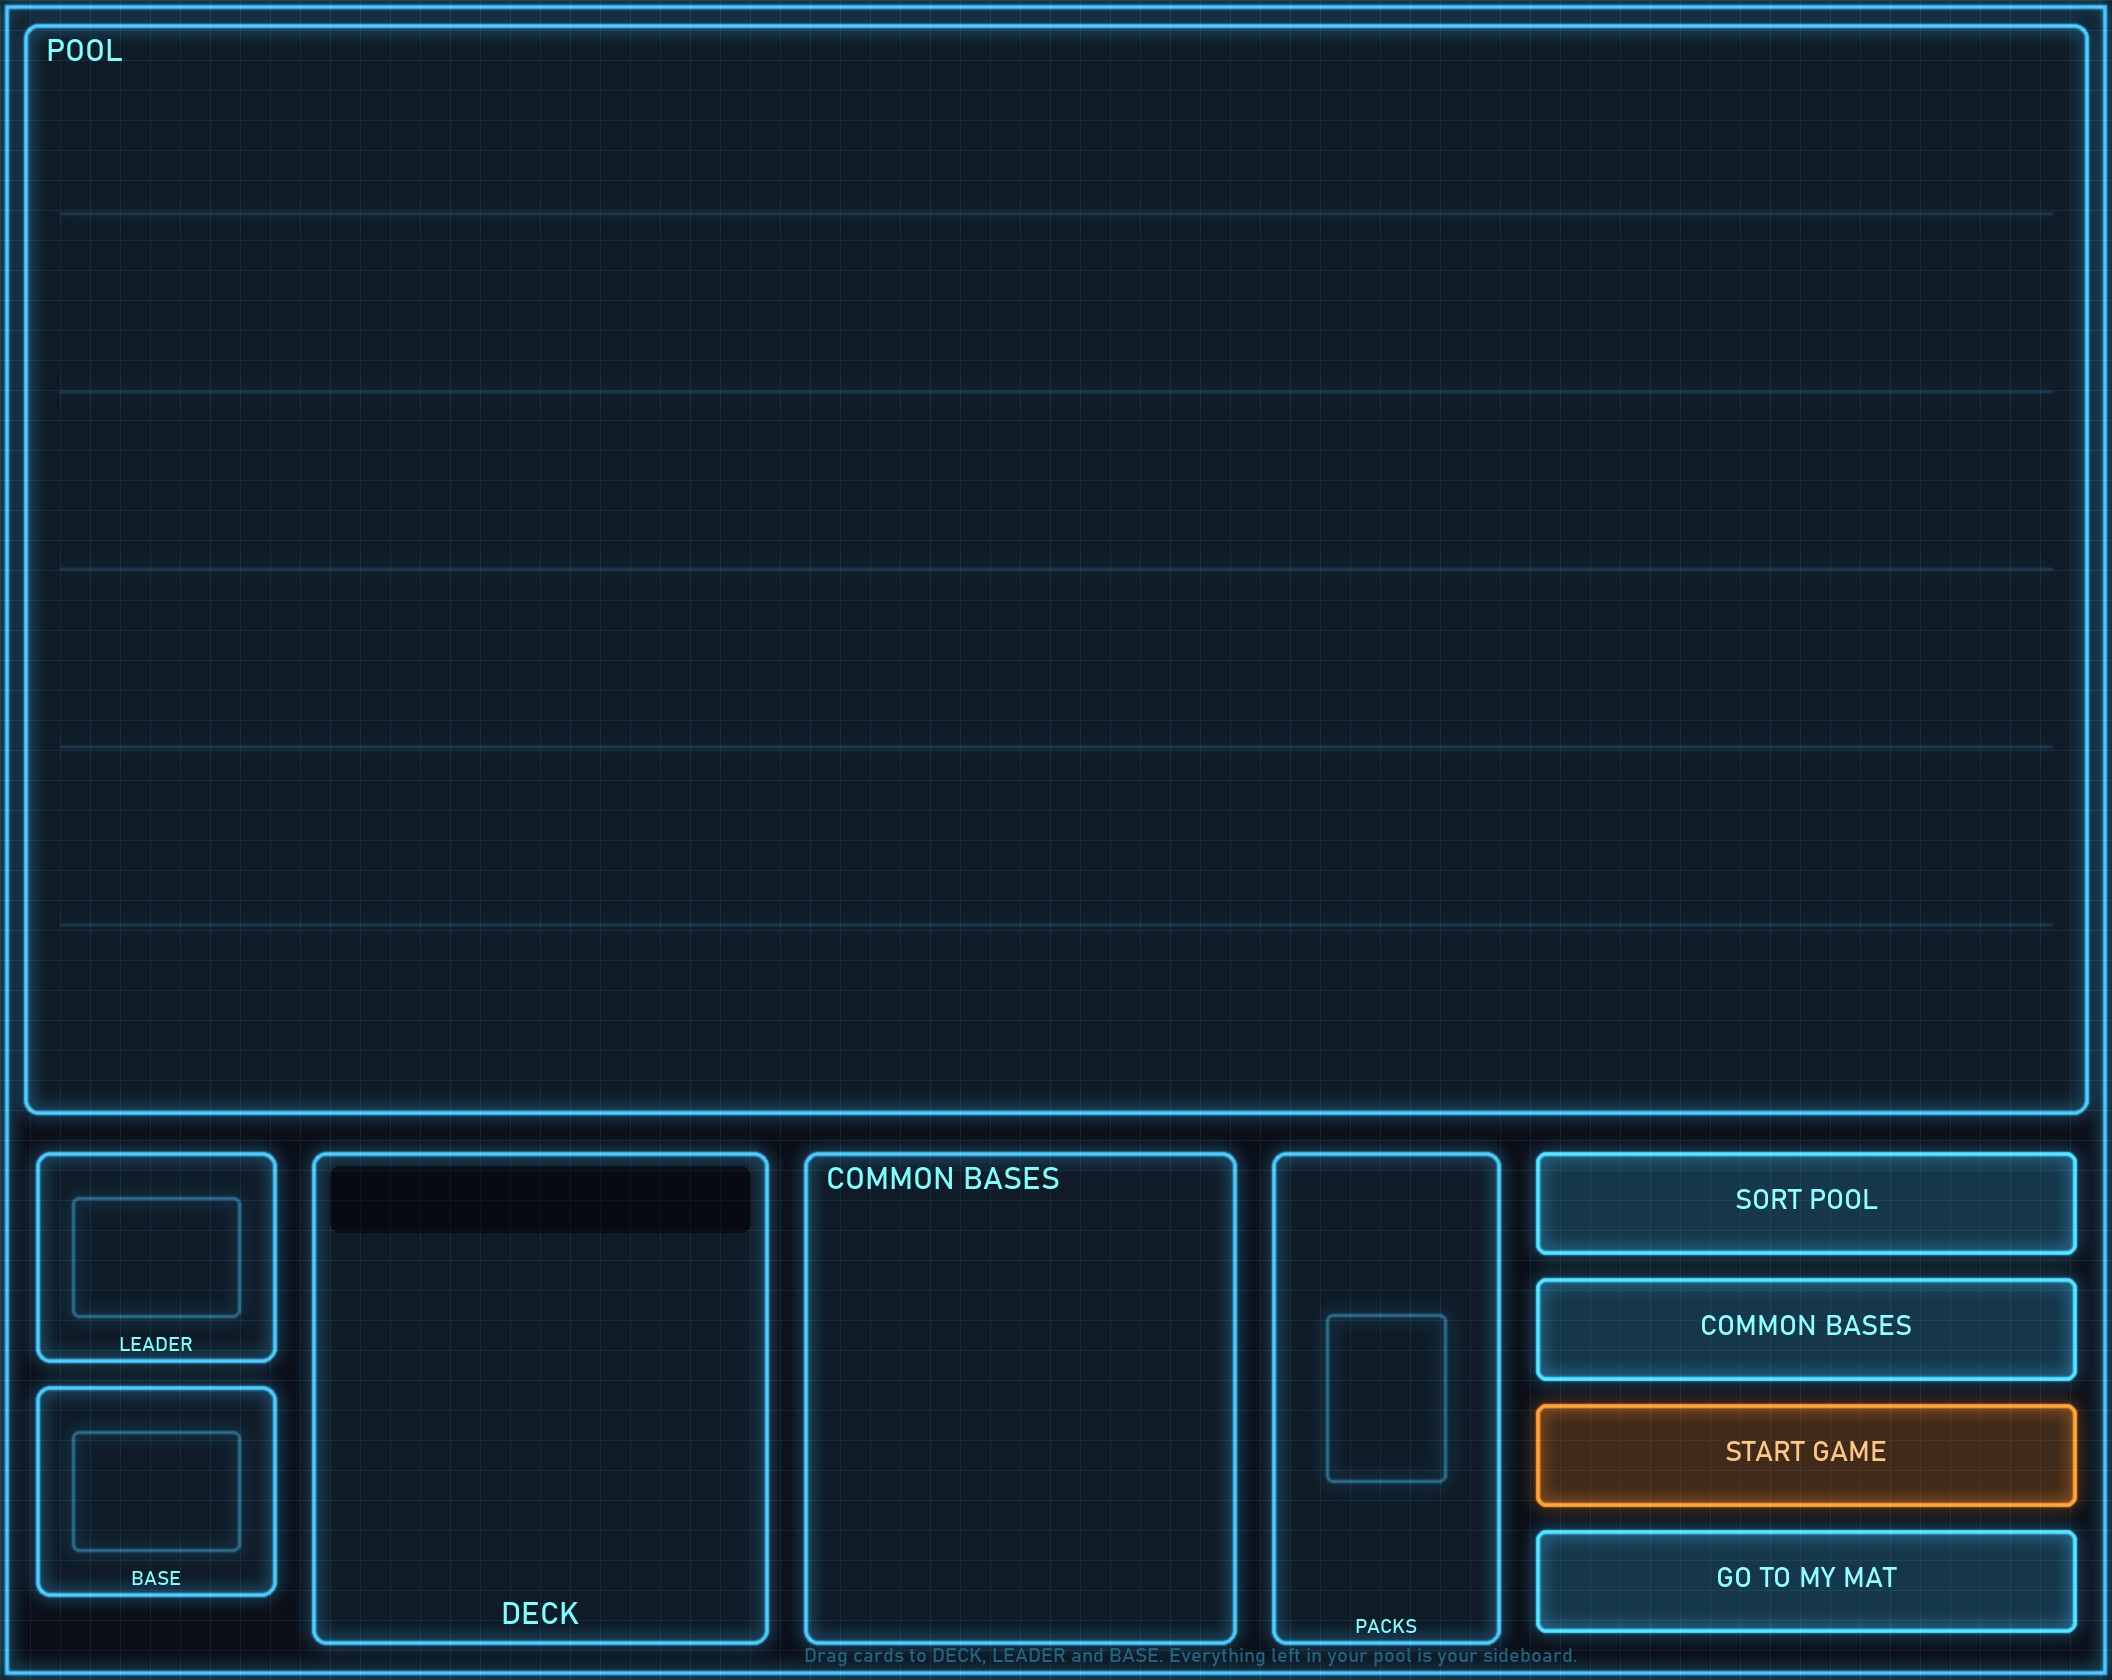 POOL
COMMON BASES
SORT POOL
COMMON BASES
LEADER
START GAME
BASE
GO TO MY MAT
DECK
PACKS
Drag cards to DECK, LEADER and BASE. Everything left in your pool is your sideboard.